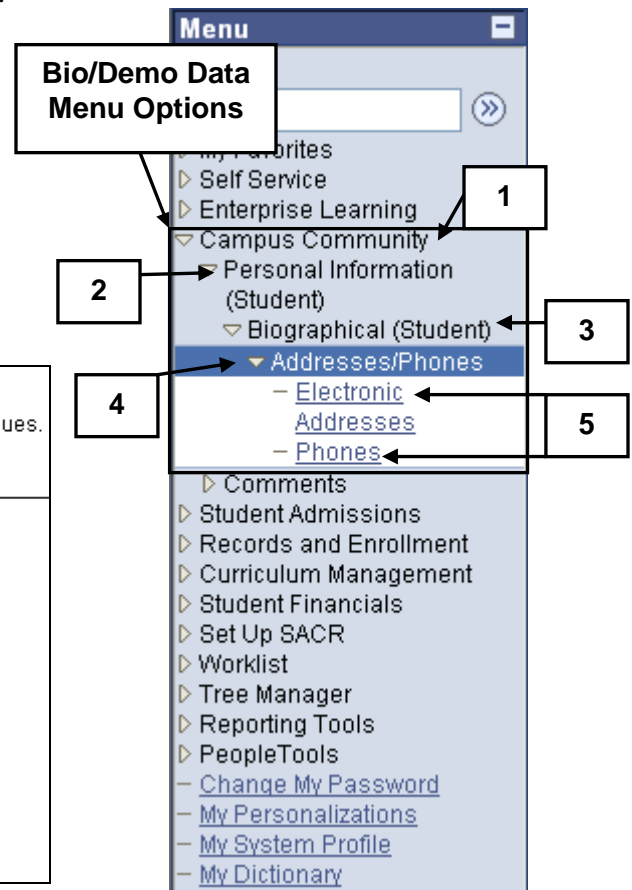 Menu
Bio/Demo Data
Menu Options
Favorites
Self Service
Enterprise Learning
1
Campus Community
2
Personal Information
(Student)
Biographical (Student)
3
Addresses/Phones
4
ues.
Electronic
Addresses
5
Phones
Comments
Student Admissions
Records and Enrollment
Curriculum Management
Student Financials
Set Up SACR
Worklist
Tree Manager
Reporting Tools
PeopleTools
Change My Password
My Personalizations
My System Profile
My Dictionary